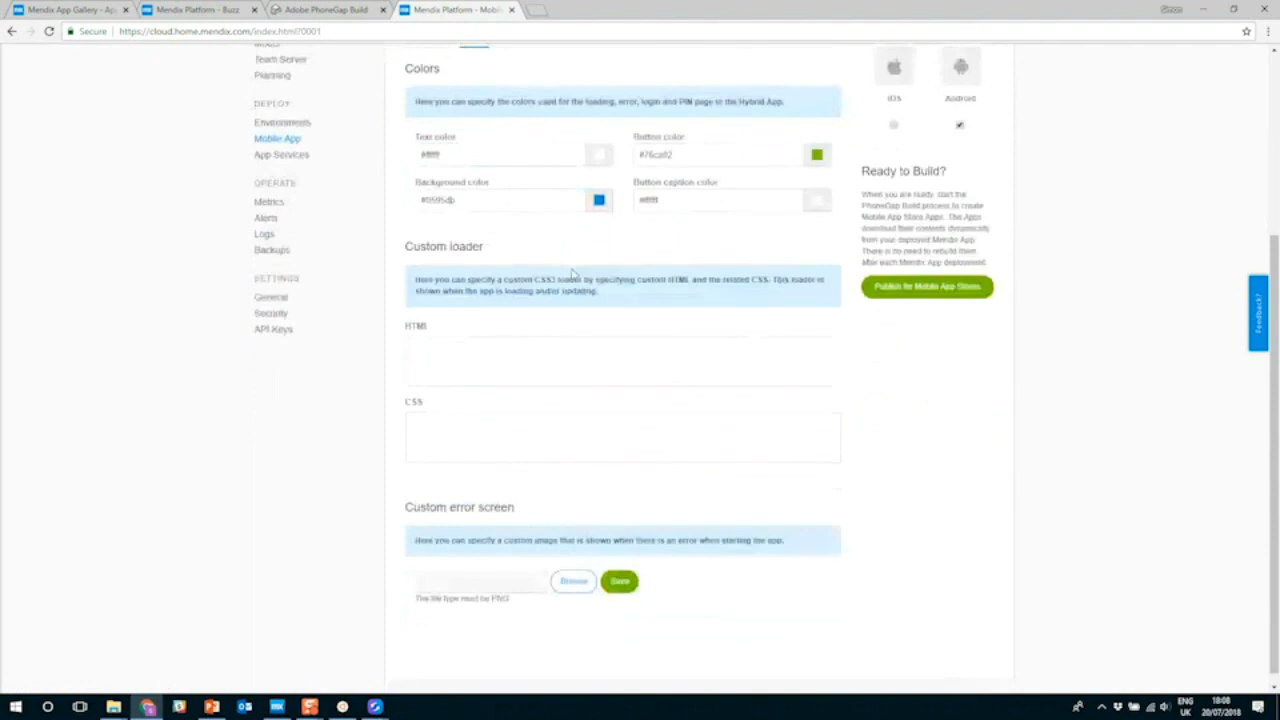 Mendix App Gallery - Ap
Mendix Platform - Buzz
Adobe PhoneGap Build
Mendix Platform - Mobil
Secure
https://cloud.home.mendix.com/index.html?0001
Team Server
Planning
DEPLOY
Environments
Mobile App
App Services
OPERATE
Metrics
Alerts
Logs
Backups
SETTINGS
General
Security
API-Keys
Colors
Here you can specify the colors used for the loading, error, login and PIN page of the Hybrid App.
Text color
#ffffff
Button color
Background color
#0595db
Button caption color
#ffffff
Custom loader
Here you can specify a custom CSS3 loader by specifying custom HTML and the related CSS. This loader is
shown when the app is loading and/or updating.
HTML
CSS
Custom error screen
Here you can specify a custom image that is shown when there is an error when starting the app.
Browse
Save
The file type must be PNG
iOS
Android
Ready to Build?
When you are ready, start the
PhoneGap Build process to create
Mobile App Store Apps. The Apps
download their contents dynamically
from your deployed Mendix App.
There is no need to rebuild them
after each Mendix App deployment.
Publish for Mobile App Stores
Feedback?
ENG
UK
18:08
20/07/2018